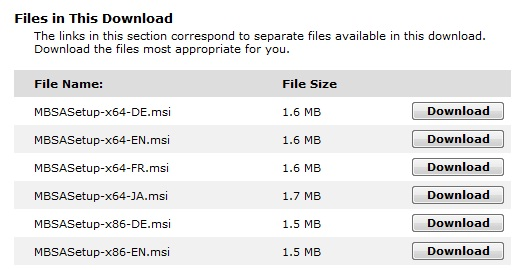 Files in This Download
The links in this section correspond to separate files available in this download.
Download the files most appropriate for you.
File Name: File Size
MBSASetup-x64-DE.msi 1.6 MB Download
MBSASetup-x64-EN.msi 1.6 MB Download
MBSASetup-x64-FR.msi 1.6 MB Download
MBSASetup-x64-JA.msi 1.7 MB Download
MBSASetup-x86-DE.msi 1.5 MB Download
MBSASetup-x86-EN.msi 1.5 MB Download